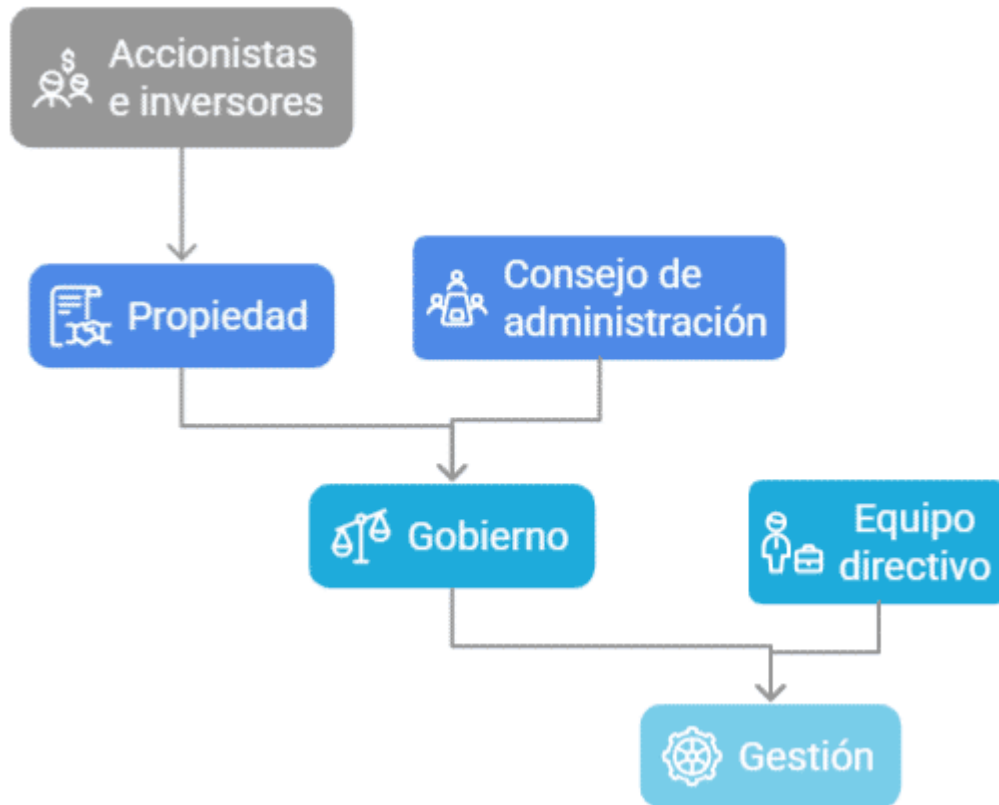 Accionistas
e inversores
Propiedad
Consejo de
administración
Gobierno
Equipo
directivo
Gestión